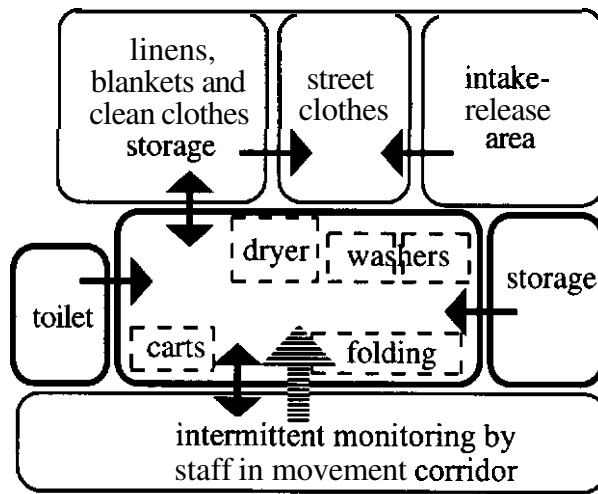 linens,
blankets and
clean clothes
storage
street
clothes
intake-
release
area
dryer
washers
storage
toilet
carts
folding
intermittent monitoring by
staff in movement corridor